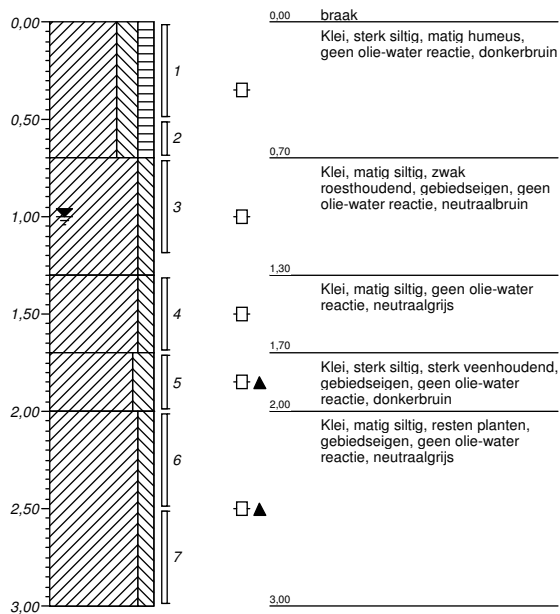 0,00
0,50
1,00
1,50
2,00
2,50
3,00
1
2
3
4
5
6
7
0,00 braak
Klei, sterk siltig, matig humeus,
geen olie-water reactie, donkerbruin
0,70
Klei, matig siltig, zwak
roesthoudend, gebiedseigen, geen
olie-water reactie, neutraalbruin
1,30
Klei, matig siltig, geen olie-water
reactie, neutraalgrijs
1,70
Klei, sterk siltig, sterk veenhoudend,
gebiedseigen, geen olie-water
reactie, donkerbruin
2,00
Klei, matig siltig, resten planten,
gebiedseigen, geen olie-water
reactie, neutraalgrijs
3,00